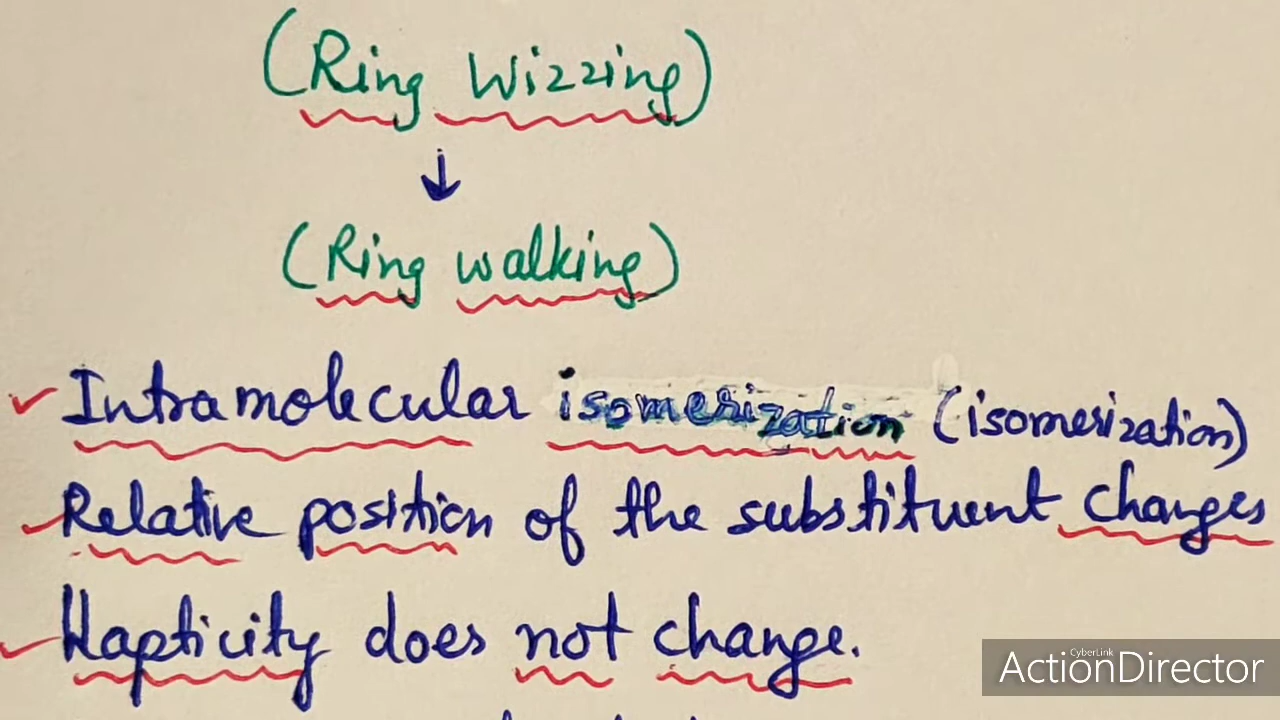 (Ring Wizzing)
↓
(Ring walking)
✓ Intramolecular isomerization (isomerization)
✓ Relative position of the substituent changes
✓ Hapticity does not change.
CyberLink
ActionDirector